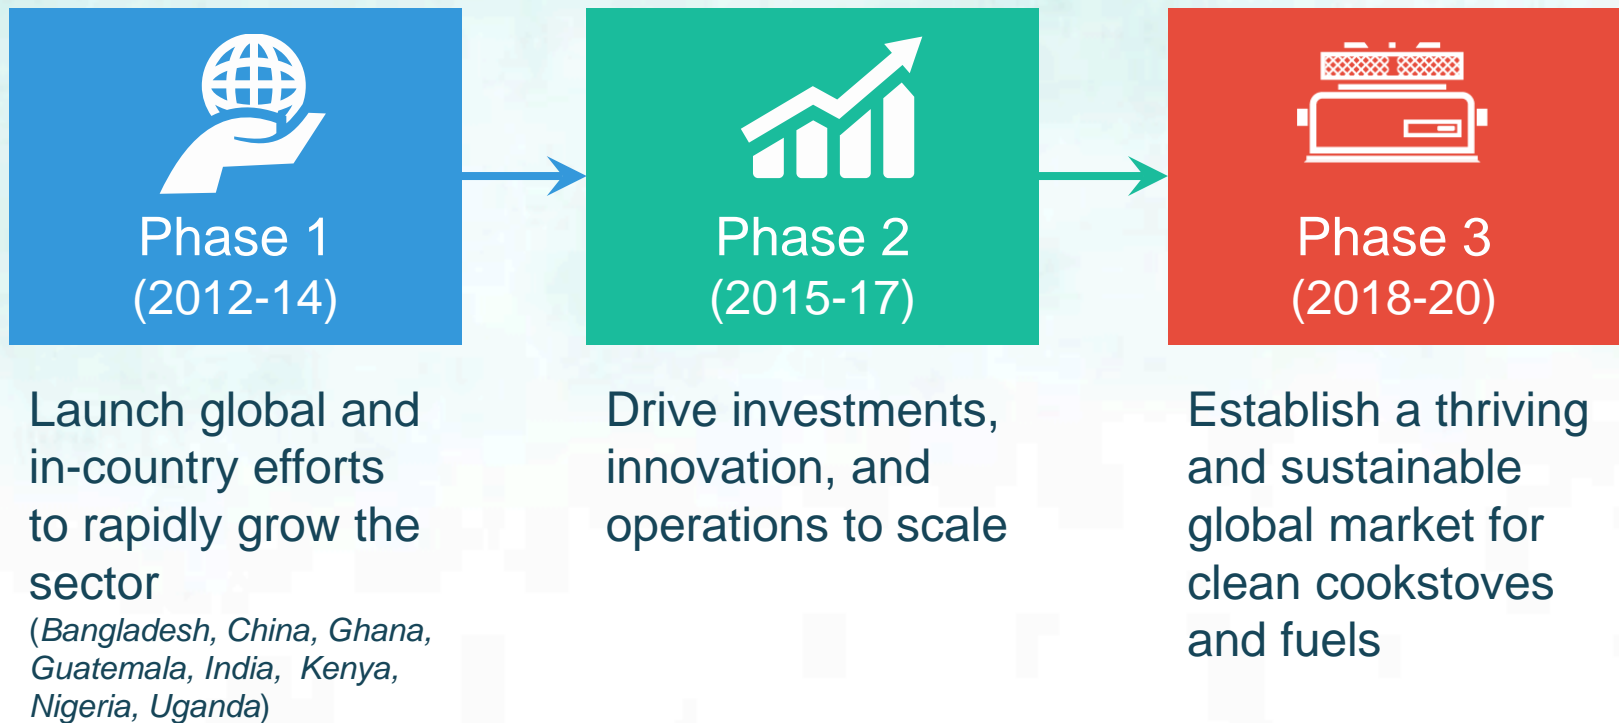 Phase 1
(2012-14)
Launch global and
in-country efforts
to rapidly grow the
sector
(Bangladesh, China, Ghana,
Guatemala, India, Kenya,
Nigeria, Uganda)
Phase 2
(2015-17)
Drive investments,
innovation, and
operations to scale
Phase 3
(2018-20)
Establish a thriving
and sustainable
global market for
clean cookstoves
and fuels